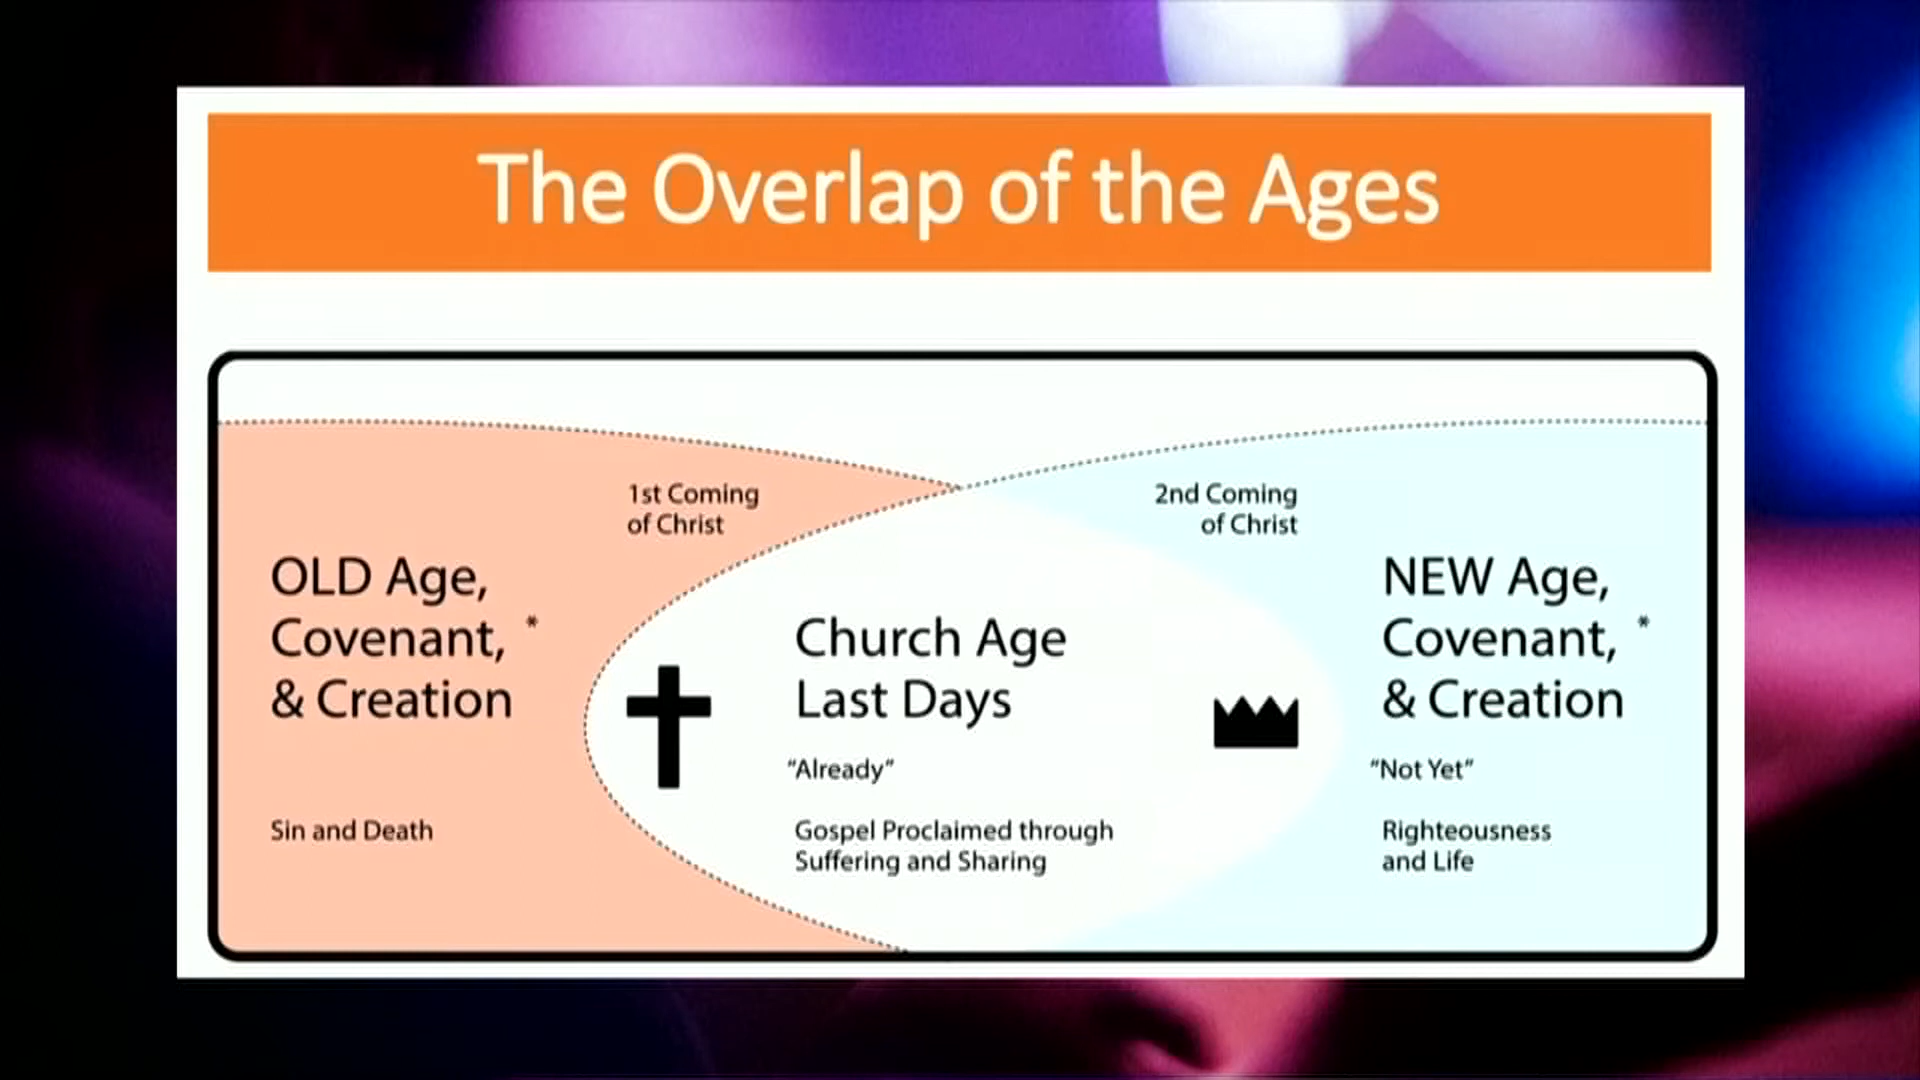 The Overlap of the Ages
1st Coming
of Christ
2nd Coming
of Christ
OLD Age,
Covenant, *
& Creation
Sin and Death
Church Age
Last Days
“Already”
Gospel Proclaimed through
Suffering and Sharing
NEW Age,
Covenant, *
& Creation
“Not Yet”
Righteousness
and Life